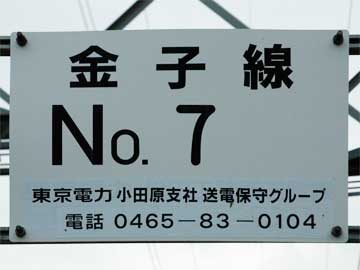 金子線
No. 7
東京電力 小田原支社 送電保守グループ
電話 0465-83-0104